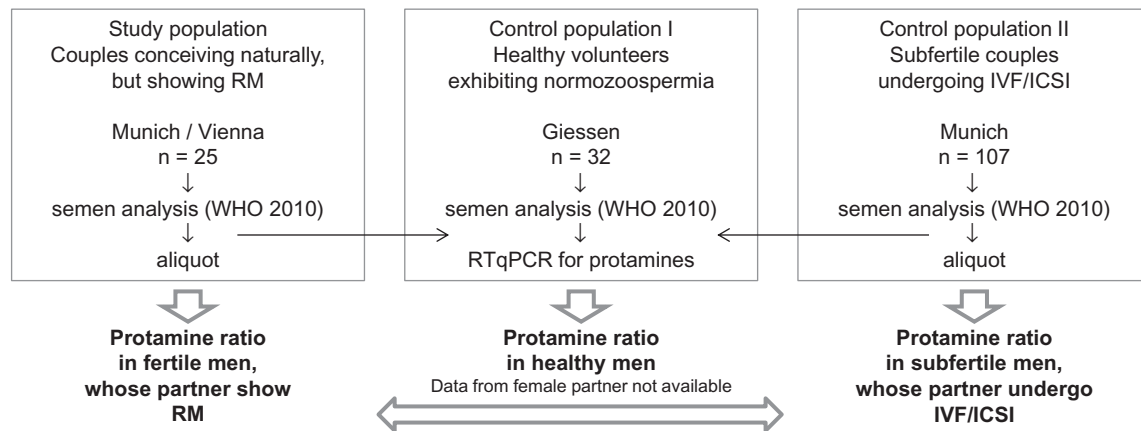 Study population
Couples conceiving naturally,
but showing RM
Munich / Vienna
n = 25
↓
semen analysis (WHO 2010)
↓
aliquot
Control population I
Healthy volunteers
exhibiting normozoospermia
Giessen
n = 32
↓
semen analysis (WHO 2010)
↓
RTqPCR for protamines
Control population II
Subfertile couples
undergoing IVF/ICSI
Munich
n = 107
↓
semen analysis (WHO 2010)
↓
aliquot
Protamine ratio
in fertile men,
whose partner show
RM
Protamine ratio
in healthy men
Data from female partner not available
Protamine ratio
in subfertile men,
whose partner undergo
IVF/ICSI